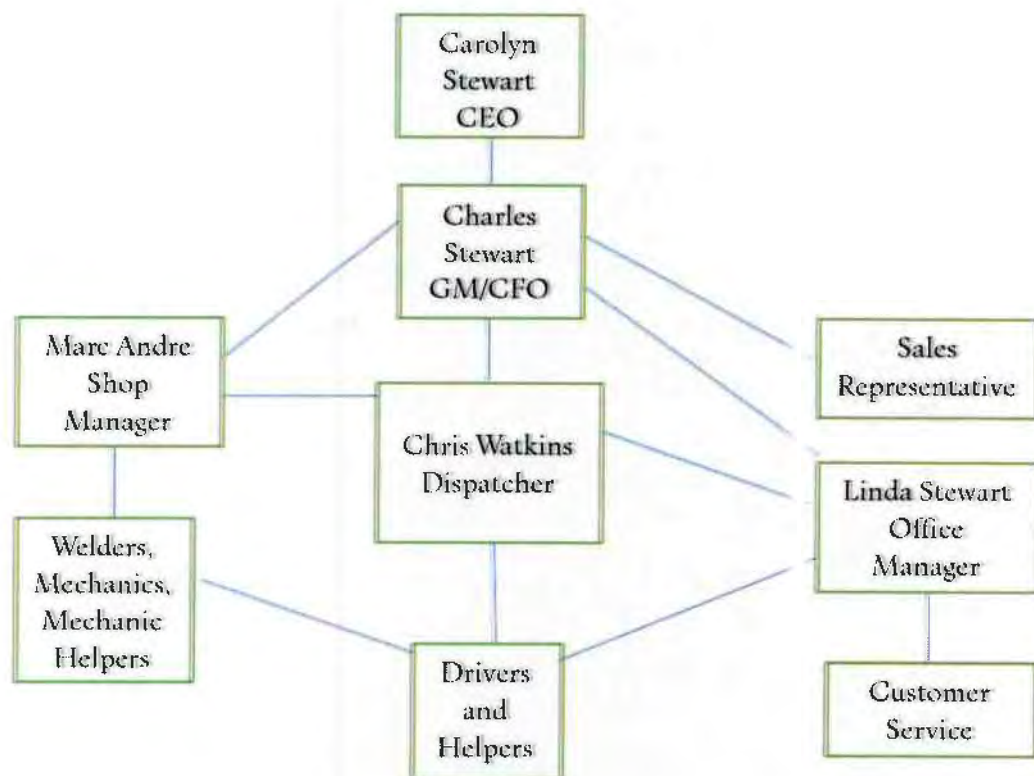 Carolyn
Stewart
CEO
Charles
Stewart
GM/CFO
Marc Andre
Shop
Manager
Sales
Representative
Chris Watkins
Dispatcher
Linda Stewart
Office
Manager
Welders,
Mechanics,
Mechanic
Helpers
Drivers
and
Helpers
Customer
Service